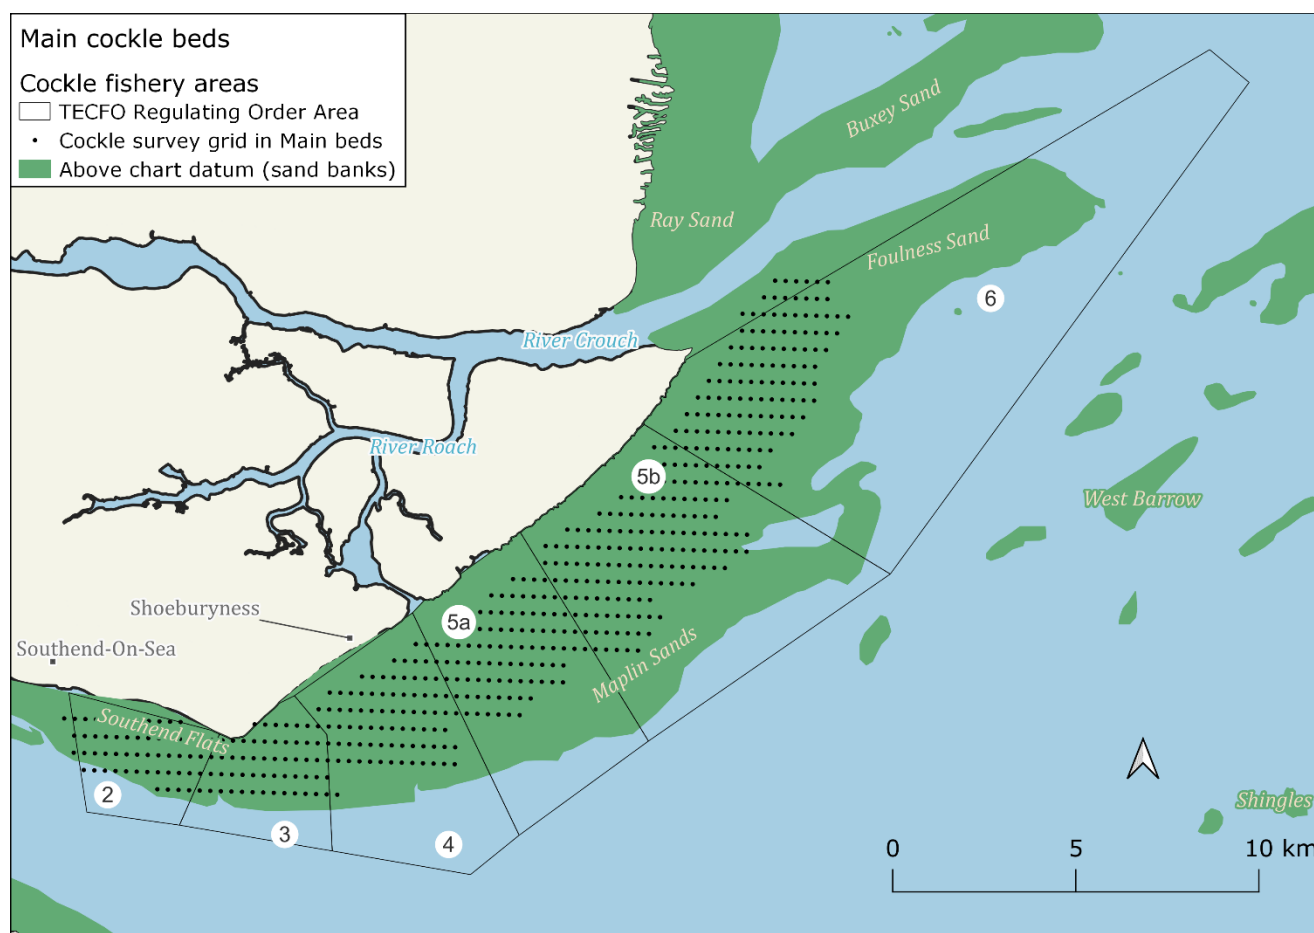 Main cockle beds
Cockle fishery areas
TECFO Regulating Order Area
Cockle survey grid in Main beds
Above chart datum (sand banks)
Buxey Sand
Ray Sand
Foulness Sand
6
River Crouch
River Roach
5b
West Barrow
Shoeburyness
5a
Southend-On-Sea
Maplin Sands
Southend Flats
2
3
4
Shingles
0 5 10 km